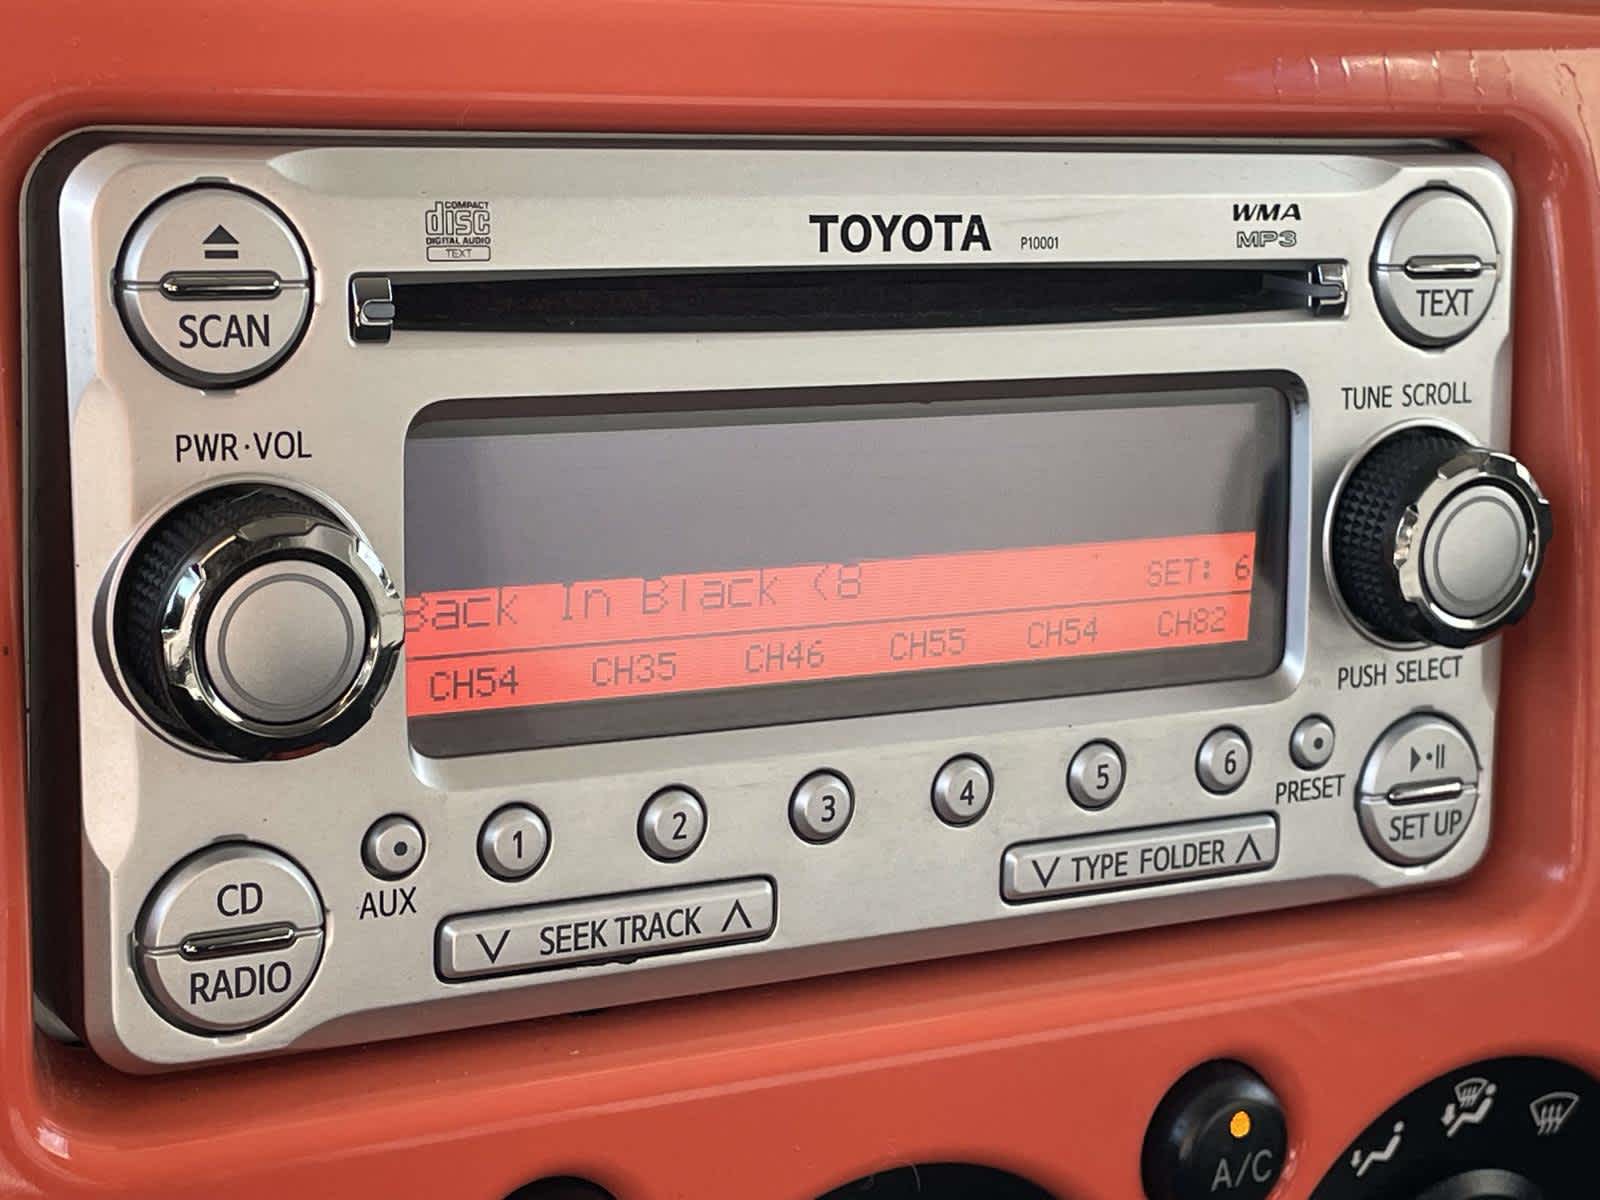 COMPACT
disc
DIGITAL AUDIO
TEXT
TOYOTA P10001
WMA
MP3
SCAN
TEXT
TUNE SCROLL
PWR·VOL
Back In Black (8 SET: 6
CH54 CH35 CH46 CH55 CH54 CH82
PUSH SELECT
1 2 3 4 5 6
PRESET
SET UP
AUX
CD
RADIO
SEEK TRACK
TYPE FOLDER
A/C